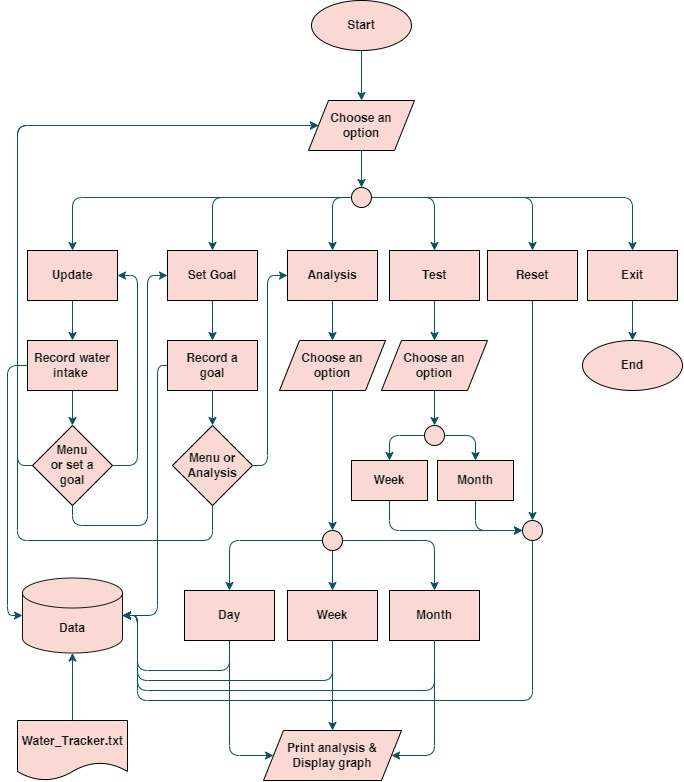 Start
Choose an
option
Update
Set Goal
Analysis
Test
Reset
Exit
Record water
intake
Record a
goal
Choose an
option
Choose an
option
End
Menu
or set a
goal
Menu or
Analysis
Week
Month
Data
Day
Week
Month
Water_Tracker.txt
Print analysis &
Display graph